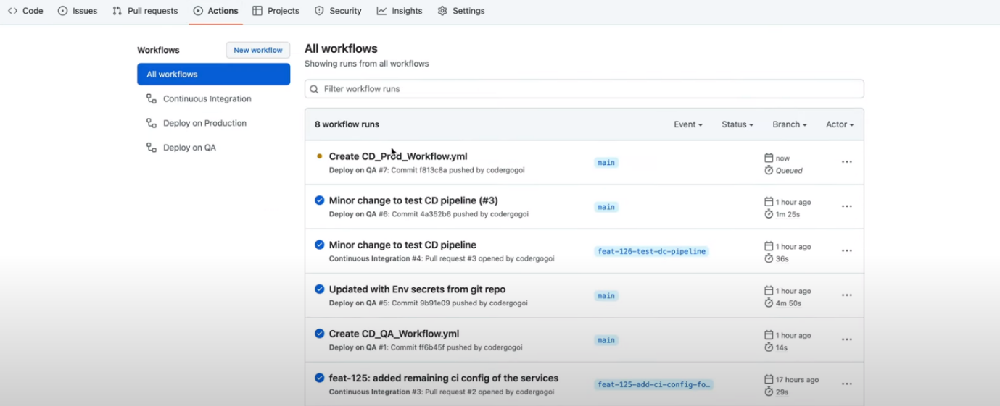 Code Issues Pull requests Actions Projects Security Insights Settings
Workflows New workflow
All workflows
Continuous Integration
Deploy on Production
Deploy on QA
All workflows
Showing runs from all workflows
Filter workflow runs
8 workflow runs Event Status Branch Actor
Create CD_Prod_Workflow.yml
Deploy on QA #7: Commit f813c8a pushed by codergogoi
main
now
Queued
Minor change to test CD pipeline (#3)
Deploy on QA #6: Commit 4a352b6 pushed by codergogoi
main
1 hour ago
1m 25s
Minor change to test CD pipeline
Continuous Integration #4: Pull request #3 opened by codergogoi
feat-126-test-dc-pipeline
1 hour ago
36s
Updated with Env secrets from git repo
Deploy on QA #5: Commit 9b91e09 pushed by codergogoi
main
1 hour ago
4m 50s
Create CD_QA_Workflow.yml
Deploy on QA #1: Commit ff6b45f pushed by codergogoi
main
1 hour ago
14s
feat-125: added remaining ci config of the services
Continuous Integration #3: Pull request #2 opened by codergogoi
feat-125-add-ci-config-fo…
17 hours ago
29s